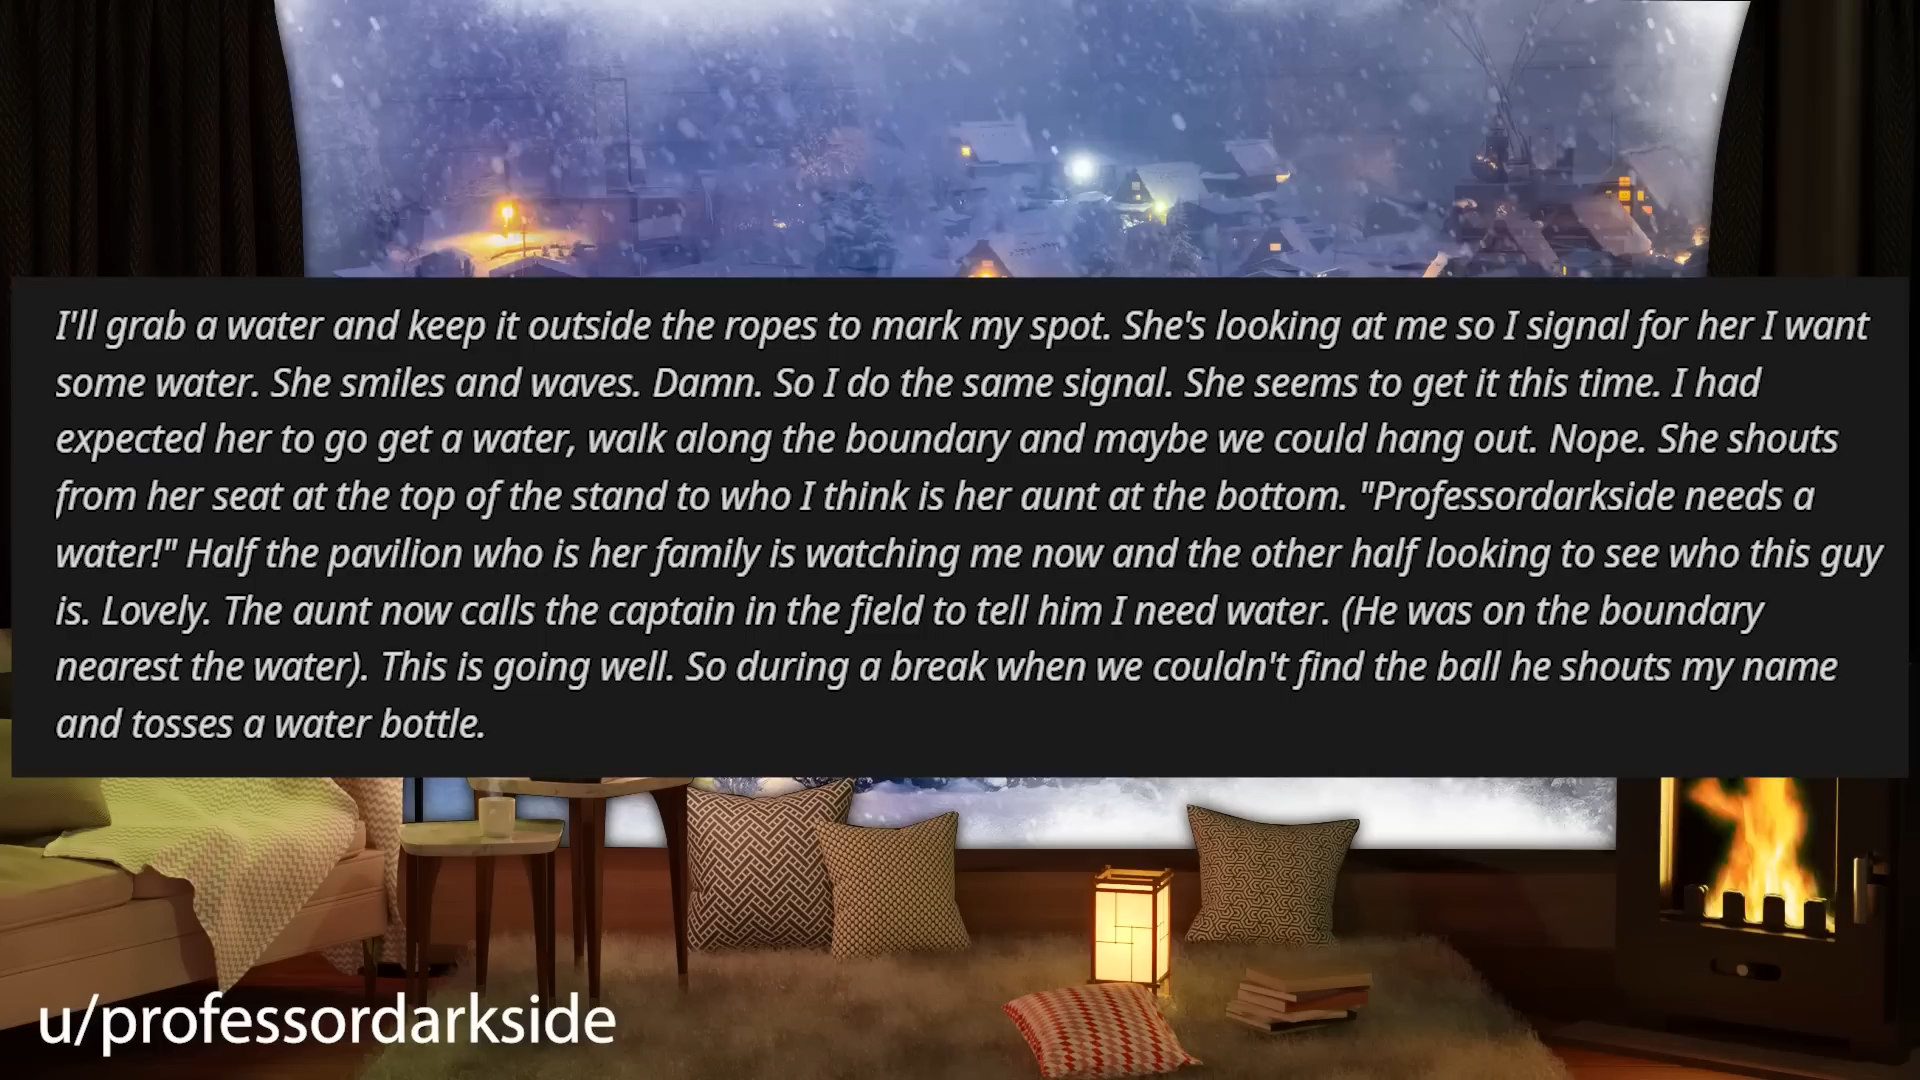 I'll grab a water and keep it outside the ropes to mark my spot. She's looking at me so I signal for her I want
some water. She smiles and waves. Damn. So I do the same signal. She seems to get it this time. I had
expected her to go get a water, walk along the boundary and maybe we could hang out. Nope. She shouts
from her seat at the top of the stand to who I think is her aunt at the bottom. "Professordarkside needs a
water!" Half the pavilion who is her family is watching me now and the other half looking to see who this guy
is. Lovely. The aunt now calls the captain in the field to tell him I need water. (He was on the boundary
nearest the water). This is going well. So during a break when we couldn't find the ball he shouts my name
and tosses a water bottle.
u/professordarkside